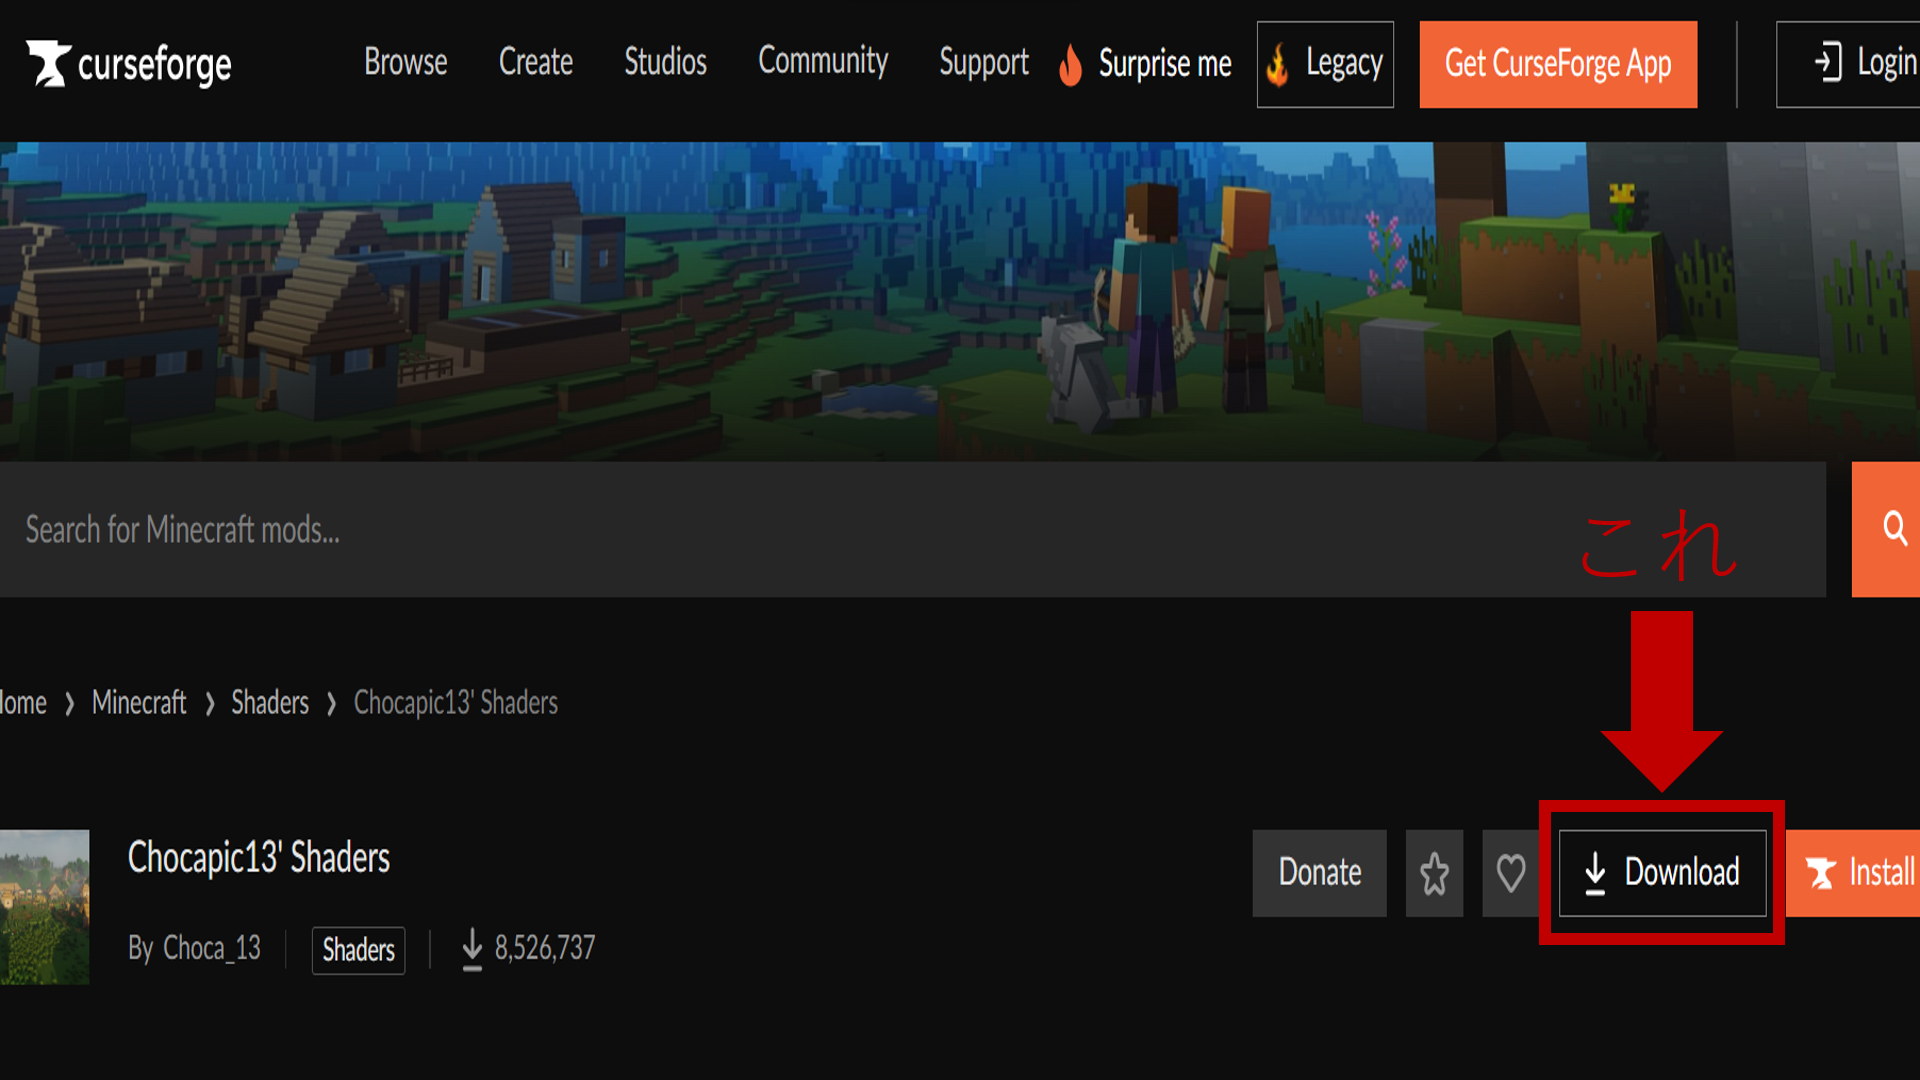 curseforge Browse Create Studios Community Support Surprise me Legacy Get CurseForge App Login
Search for Minecraft mods...
これ
ome > Minecraft > Shaders > Chocapic13' Shaders
Chocapic13' Shaders
Donate Download Install
By Choca_13 Shaders 8,526,737